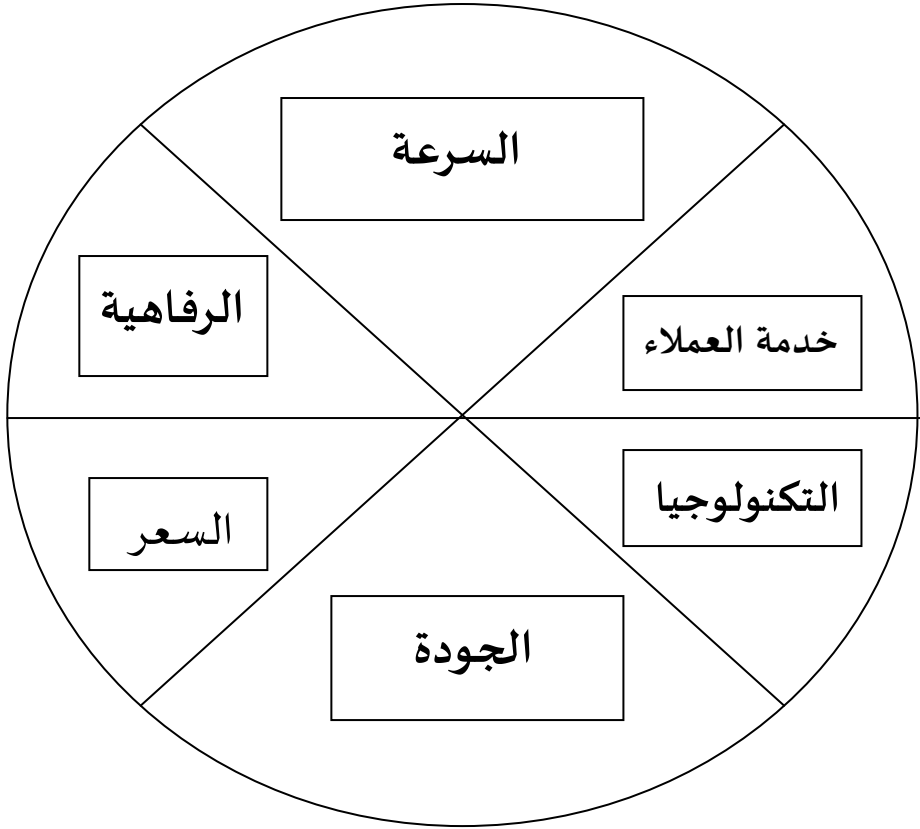 السرعة
الرفاهية
خدمة العملاء
السعر
التكنولوجيا
الجودة